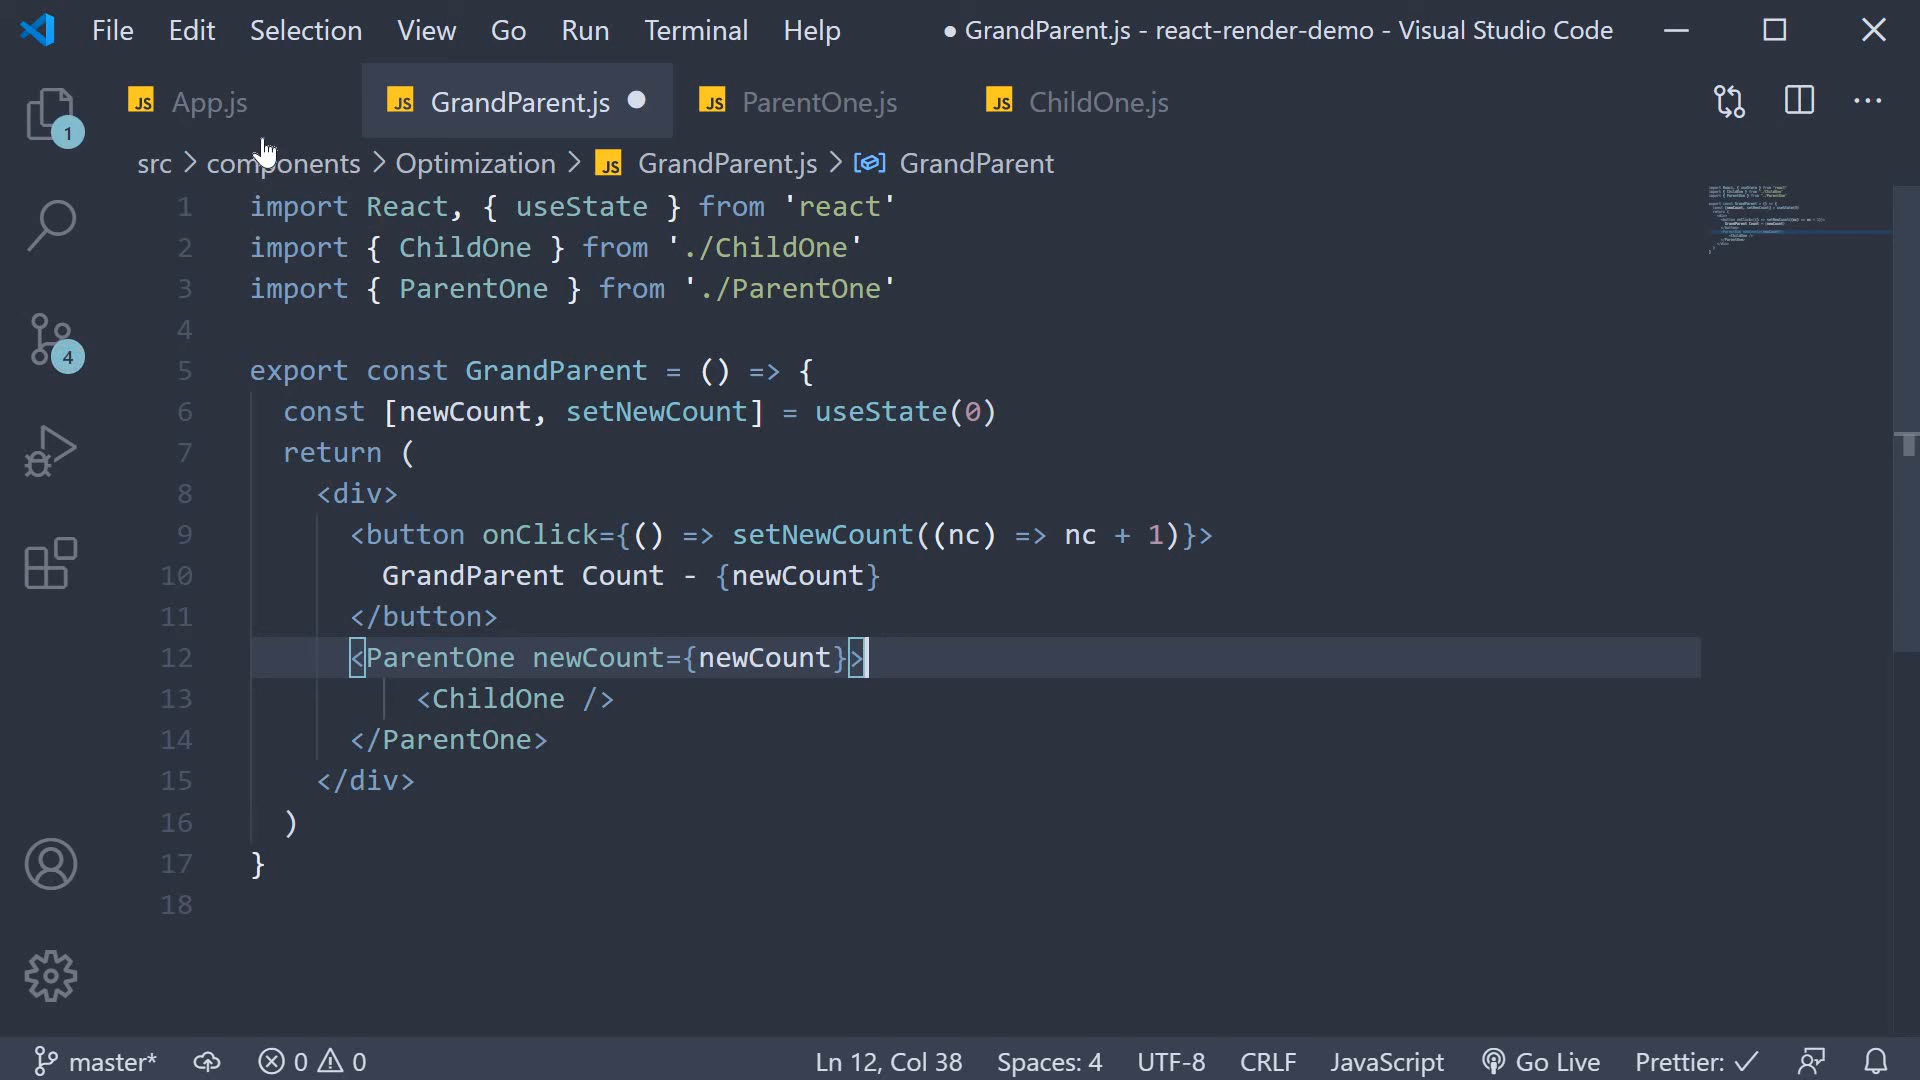 File Edit Selection View Go Run Terminal Help ● GrandParent.js - react-render-demo - Visual Studio Code
JS App.js JS GrandParent.js ● JS ParentOne.js JS ChildOne.js
1
src > components > Optimization > JS GrandParent.js > GrandParent
1 import React, { useState } from 'react'
2 import { ChildOne } from './ChildOne'
3 import { ParentOne } from './ParentOne'
4
5 export const GrandParent = () => {
6 const [newCount, setNewCount] = useState(0)
7 return (
8 <div>
9 <button onClick={() => setNewCount((nc) => nc + 1)}>
10 GrandParent Count - {newCount}
11 </button>
12 <ParentOne newCount={newCount}>
13 <ChildOne />
14 </ParentOne>
15 </div>
16 )
17 }
18
4
master* 0 0 Ln 12, Col 38 Spaces: 4 UTF-8 CRLF JavaScript Go Live Prettier: ✓